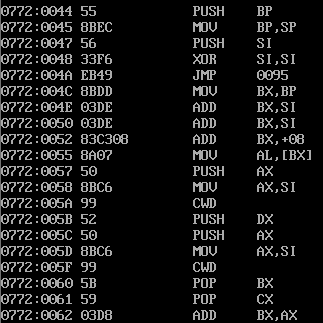 0772:0044 55 PUSH BP
0772:0045 8BEC MOV BP,SP
0772:0047 56 PUSH SI
0772:0048 33F6 XOR SI,SI
0772:004A EB49 JMP 0095
0772:004C 8BDD MOV BX,BP
0772:004E 03DE ADD BX,SI
0772:0050 03DE ADD BX,SI
0772:0052 83C308 ADD BX,+08
0772:0055 8A07 MOV AL,[BX]
0772:0057 50 PUSH AX
0772:0058 8BC6 MOV AX,SI
0772:005A 99 CWD
0772:005B 52 PUSH DX
0772:005C 50 PUSH AX
0772:005D 8BC6 MOV AX,SI
0772:005F 99 CWD
0772:0060 5B POP BX
0772:0061 59 POP CX
0772:0062 03D8 ADD BX,AX